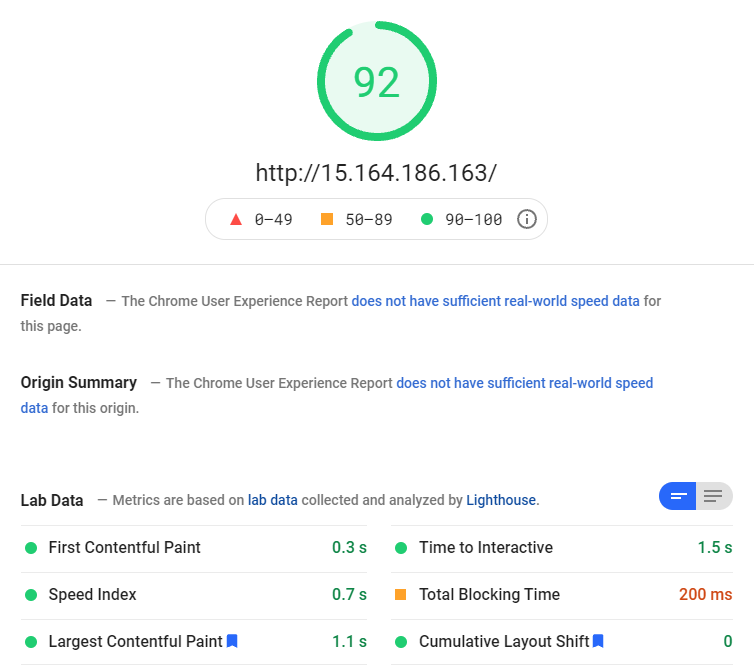 92
http://15.164.186.163/
0–49 50–89 90–100
Field Data — The Chrome User Experience Report does not have sufficient real-world speed data for
this page.
Origin Summary — The Chrome User Experience Report does not have sufficient real-world speed
data for this origin.
Lab Data — Metrics are based on lab data collected and analyzed by Lighthouse.
First Contentful Paint 0.3 s
Time to Interactive 1.5 s
Speed Index 0.7 s
Total Blocking Time 200 ms
Largest Contentful Paint 1.1 s
Cumulative Layout Shift 0